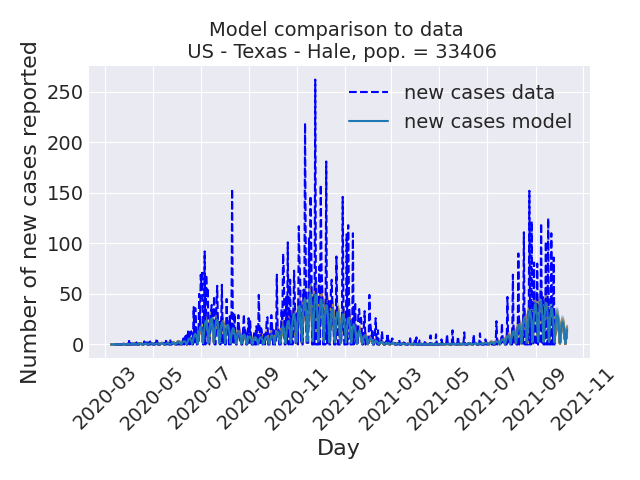 Model comparison to data
US - Texas - Hale, pop. = 33406
Number of new cases reported
250
200
150
100
50
0
new cases data
new cases model
2020-03
2020-05
2020-07
2020-09
2020-11
2021-01
2021-03
2021-05
2021-07
2021-09
2021-11
Day